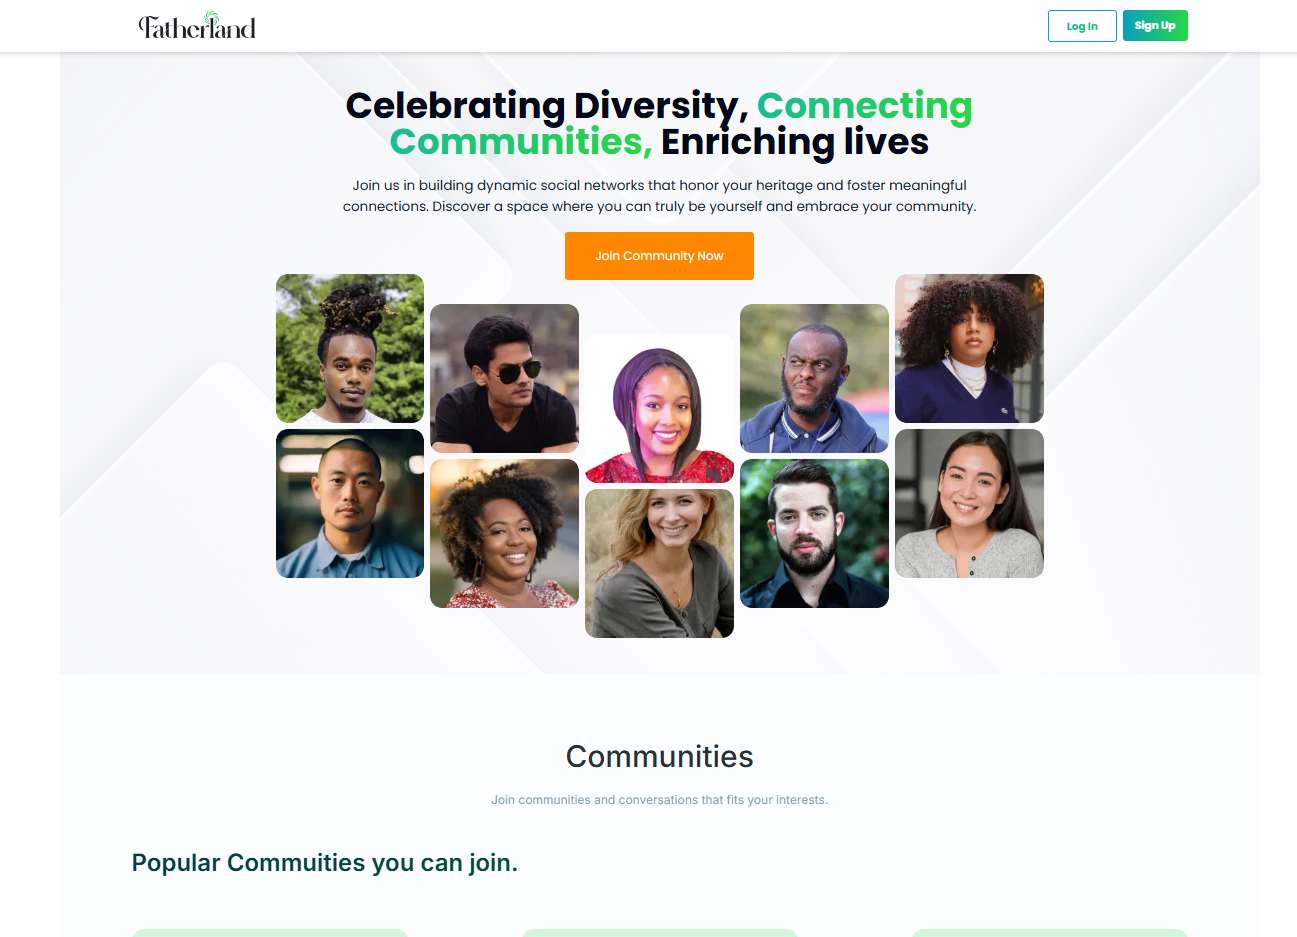 Fatherland
Log In
Sign Up
Celebrating Diversity, Connecting
Communities, Enriching lives
Join us in building dynamic social networks that honor your heritage and foster meaningful
connections. Discover a space where you can truly be yourself and embrace your community.
Join Community Now
Communities
Join communities and conversations that fits your interests.
Popular Commuities you can join.